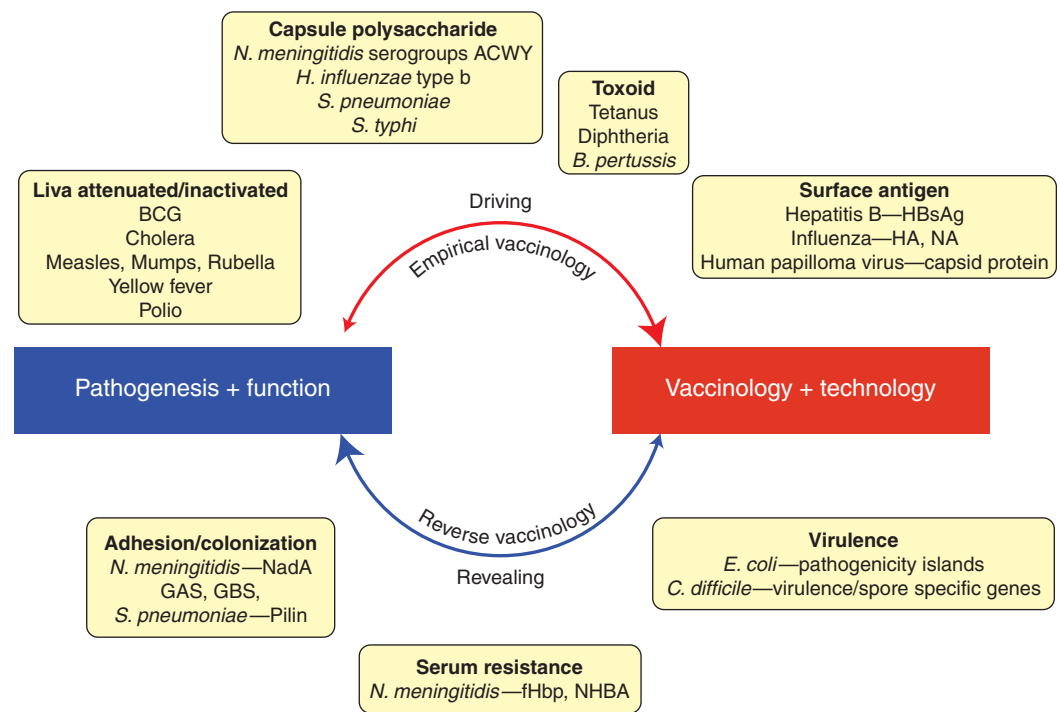 Capsule polysaccharide
N. meningitidis serogroups ACWY
H. influenzae type b
S. pneumoniae
S. typhi
Toxoid
Tetanus
Diphtheria
B. pertussis
Liva attenuated/inactivated
BCG
Cholera
Measles, Mumps, Rubella
Yellow fever
Polio
Surface antigen
Hepatitis B—HBsAg
Influenza—HA, NA
Human papilloma virus—capsid protein
Driving
Empirical vaccinology
Pathogenesis + function
Vaccinology + technology
Reverse vaccinology
Revealing
Adhesion/colonization
N. meningitidis—NadA
GAS, GBS,
S. pneumoniae—Pilin
Virulence
E. coli—pathogenicity islands
C. difficile—virulence/spore specific genes
Serum resistance
N. meningitidis—fHbp, NHBA